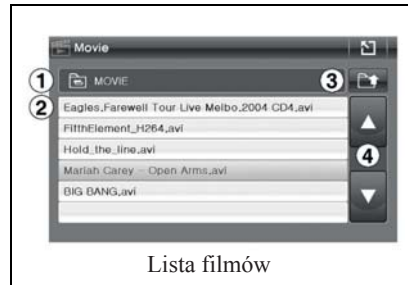 Movie
1 MOVIE 3
2 Eagles,Farewell Tour Live Melbo,2004 CD4,avi
FifthElement_H264,avi
Hold_the_line,avi
4
Mariah Carey - Open Arms,avi
BIG BANG,avi
Lista filmów